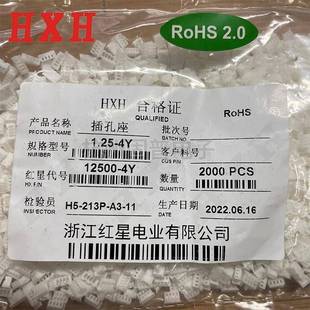 HXH
RoHS 2.0
HXH 合格证
QUALIFIED
RoHS
产品名称 插孔座 批次号
PRODUCT NAME BATCH NO
规格型号 1.25-4Y 客户料号
NUMBER CUS P/N
红星代号 12500-4Y 数量 2000 PCS
HX. P/N QUANTITY
检验员 H5-213P-A3-11 生产日期 2022.06.16
INSIECTOR DATE
浙江红星电业有限公司